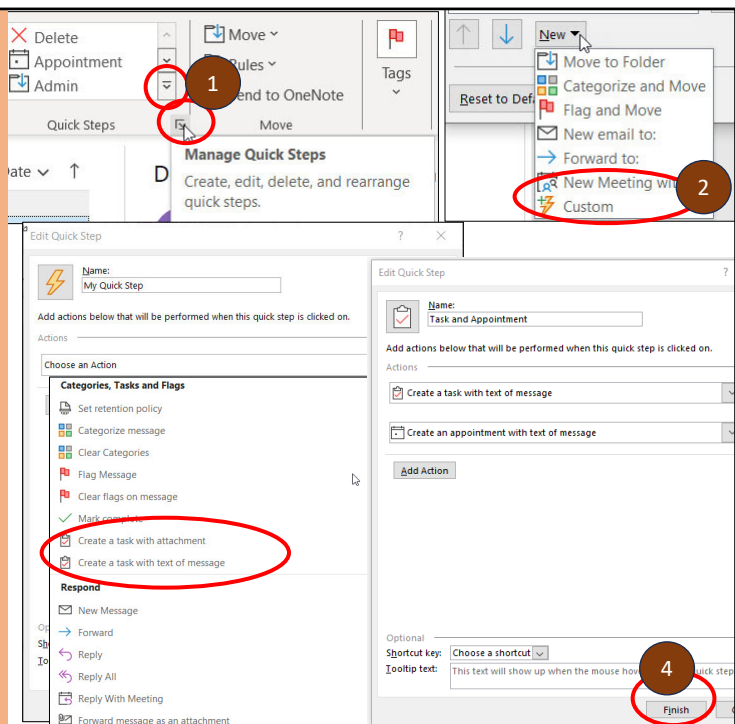 Delete
Appointment
Admin
Quick Steps
Move
Rules
end to OneNote
Move
Tags
1
Manage Quick Steps
Create, edit, delete, and rearrange
quick steps.
ate
D
New
Move to Folder
Categorize and Move
Flag and Move
New email to:
Forward to:
New Meeting
Custom
Reset to
2
Edit Quick Step ?
Name:
My Quick Step
Add actions below that will be performed when this quick step is clicked on.
Actions
Choose an Action
Categories, Tasks and Flags
Set retention policy
Categorize message
Clear Categories
Flag Message
Clear flags on message
Mark complete
Create a task with attachment
Create a task with text of message
Respond
New Message
Forward
Reply
Reply All
Reply With Meeting
Forward message as an attachment
Op
Sh
To
Edit Quick Step ?
Name:
Task and Appointment
Add actions below that will be performed when this quick step is clicked on.
Actions
Create a task with text of message
Create an appointment with text of message
Add Action
Optional
Shortcut key: Choose a shortcut
Tooltip text: This text will show up when the mouse quick step
4
Finish